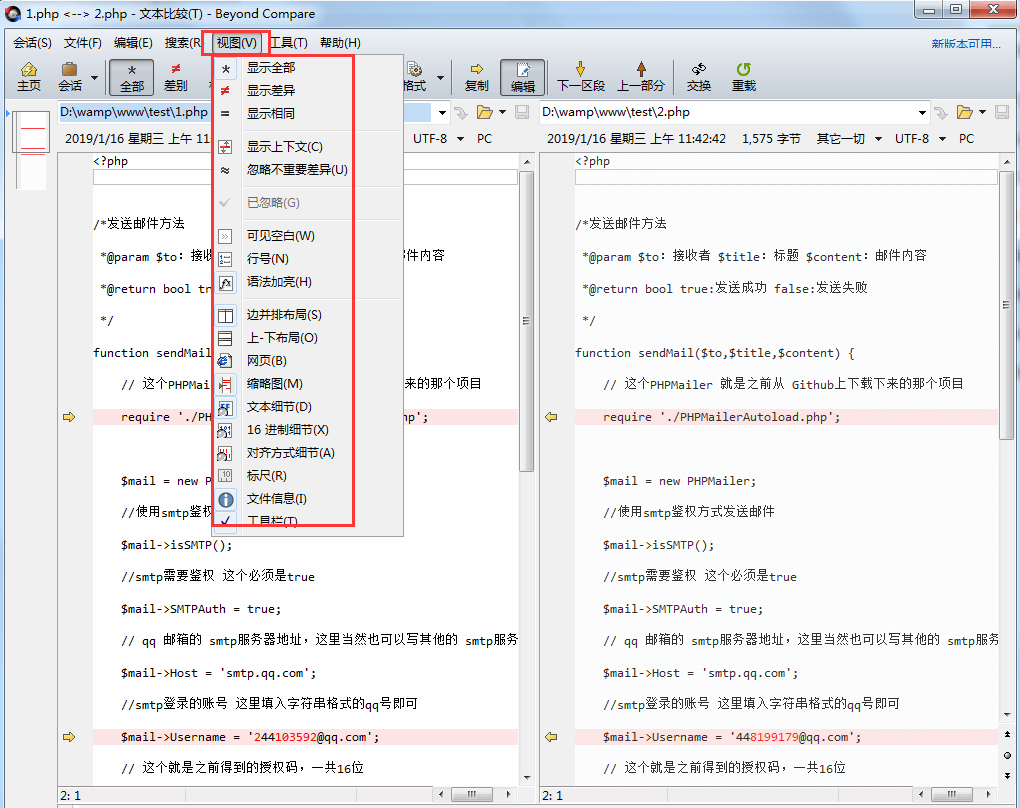 1.php <--> 2.php - 文本比较(T) - Beyond Compare
会话(S) 文件(F) 编辑(E) 搜索(R 视图(V) 工具(T) 帮助(H) 新版本可用...
主页 会话 全部 差别 格式 复制 编辑 下一区段 上一部分 交换 重载
D:\wamp\www\test\1.php D:\wamp\www\test\2.php
2019/1/16 星期三 上午 11: UTF-8 PC 2019/1/16 星期三 上午 11:42:42 1,575 字节 其它一切 UTF-8 PC
显示全部
显示差异
显示相同
显示上下文(C)
忽略不重要差异(U)
已忽略(G)
可见空白(W)
行号(N)
语法加亮(H)
边并排布局(S)
上-下布局(O)
网页(B)
缩略图(M)
文本细节(D)
16 进制细节(X)
对齐方式细节(A)
标尺(R)
文件信息(I)
工具栏(T)
<?php
/*发送邮件方法
*@param $to：接收 件内容
*@return bool tr
*/
function sendMail
// 这个PHPMai 来的那个项目
require './PH hp';
$mail = new P
//使用smtp鉴权
$mail->isSMTP();
//smtp需要鉴权 这个必须是true
$mail->SMTPAuth = true;
// qq 邮箱的 smtp服务器地址，这里当然也可以写其他的 smtp服务
$mail->Host = 'smtp.qq.com';
//smtp登录的账号 这里填入字符串格式的qq号即可
$mail->Username = '244103592@qq.com';
// 这个就是之前得到的授权码，一共16位
2: 1
<?php
/*发送邮件方法
*@param $to：接收者 $title：标题 $content：邮件内容
*@return bool true:发送成功 false:发送失败
*/
function sendMail($to,$title,$content) {
// 这个PHPMailer 就是之前从 Github上下载下来的那个项目
require './PHPMailerAutoload.php';
$mail = new PHPMailer;
//使用smtp鉴权方式发送邮件
$mail->isSMTP();
//smtp需要鉴权 这个必须是true
$mail->SMTPAuth = true;
// qq 邮箱的 smtp服务器地址，这里当然也可以写其他的 smtp服务
$mail->Host = 'smtp.qq.com';
//smtp登录的账号 这里填入字符串格式的qq号即可
$mail->Username = '448199179@qq.com';
// 这个就是之前得到的授权码，一共16位
2: 1